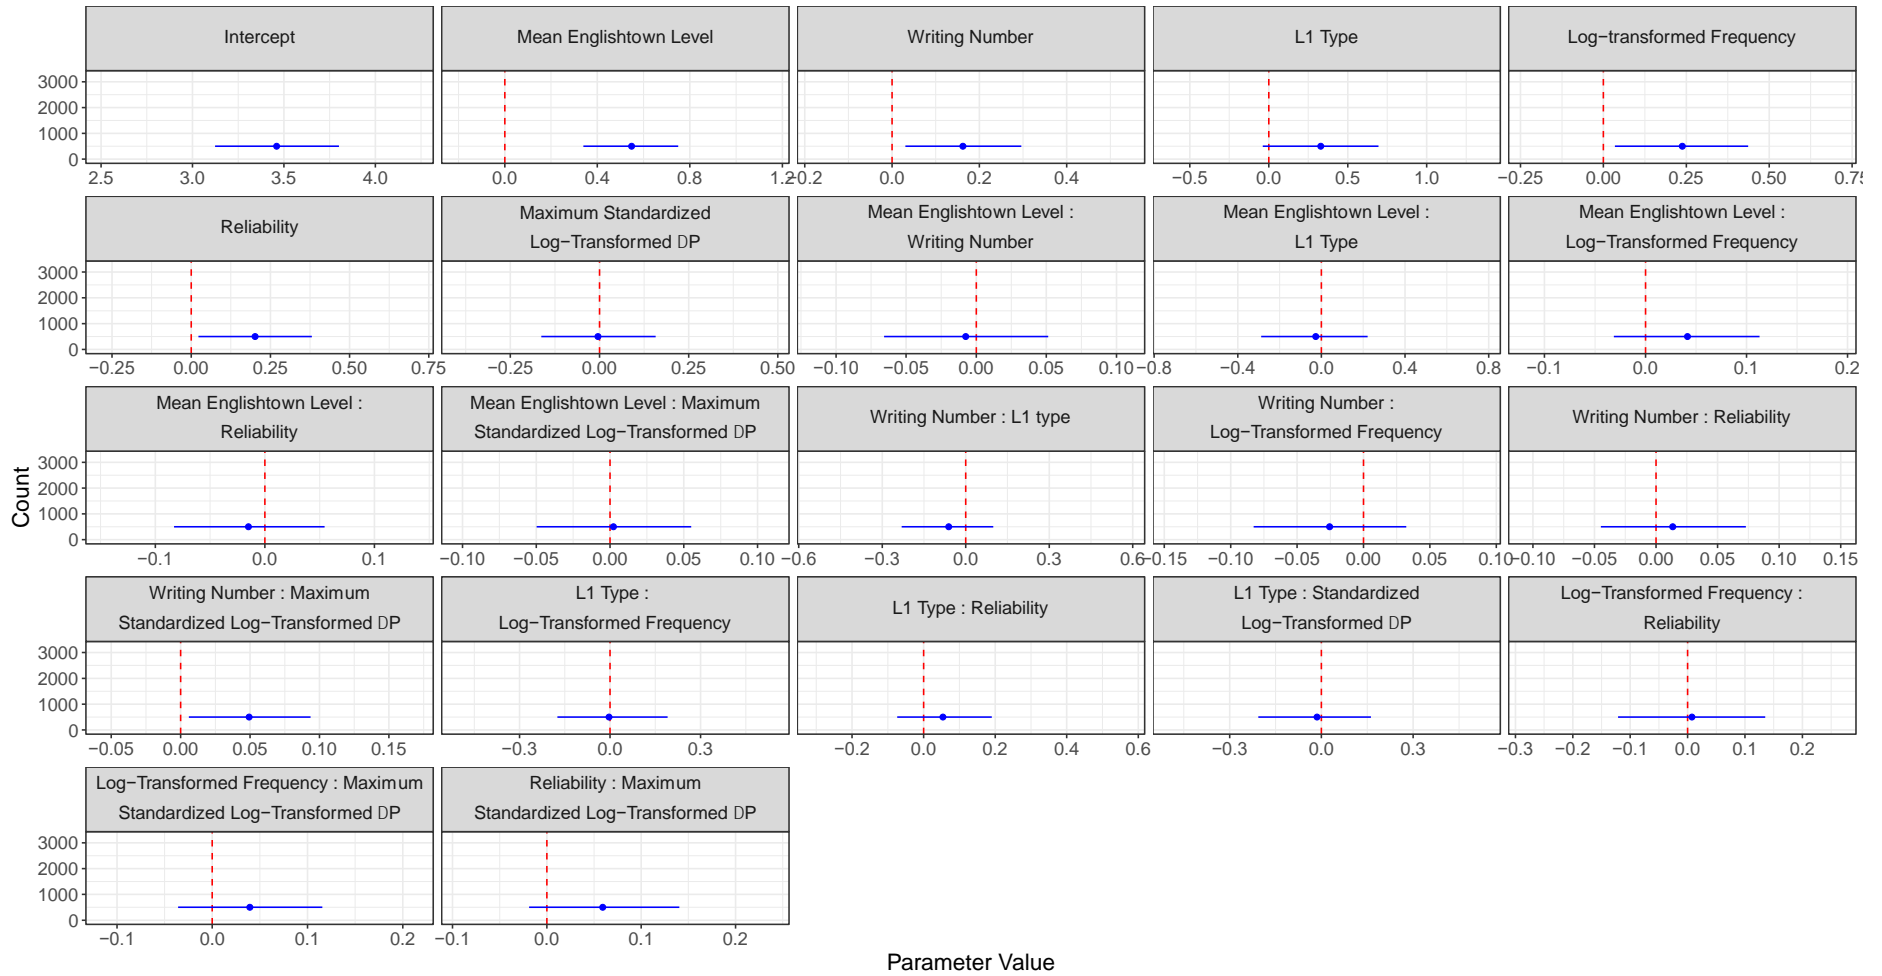 Intercept
Mean Englishtown Level
Writing Number
L1 Type
Log−transformed Frequency
3000
2000
1000
0
2.5 3.0 3.5 4.0
0.0 0.4 0.8 1.2
−0.2 0.0 0.2 0.4
−0.5 0.0 0.5 1.0
−0.25 0.00 0.25 0.50 0.75
Reliability
Maximum Standardized
Log−Transformed DP
Mean Englishtown Level :
Writing Number
Mean Englishtown Level :
L1 Type
Mean Englishtown Level :
Log−Transformed Frequency
3000
2000
1000
0
−0.25 0.00 0.25 0.50 0.75
−0.25 0.00 0.25 0.50
−0.10 −0.05 0.00 0.05 0.10
−0.8 −0.4 0.0 0.4 0.8
−0.1 0.0 0.1 0.2
Mean Englishtown Level :
Reliability
Mean Englishtown Level : Maximum
Standardized Log−Transformed DP
Writing Number : L1 type
Writing Number :
Log−Transformed Frequency
Writing Number : Reliability
Count
3000
2000
1000
0
−0.1 0.0 0.1
−0.10 −0.05 0.00 0.05 0.10
−0.6 −0.3 0.0 0.3 0.6
−0.15 −0.10 −0.05 0.00 0.05 0.10
−0.10 −0.05 0.00 0.05 0.10 0.15
Writing Number : Maximum
Standardized Log−Transformed DP
L1 Type :
Log−Transformed Frequency
L1 Type : Reliability
L1 Type : Standardized
Log−Transformed DP
Log−Transformed Frequency :
Reliability
3000
2000
1000
0
−0.05 0.00 0.05 0.10 0.15
−0.3 0.0 0.3
−0.2 0.0 0.2 0.4 0.6
−0.3 0.0 0.3
−0.3 −0.2 −0.1 0.0 0.1 0.2
Log−Transformed Frequency : Maximum
Standardized Log−Transformed DP
Reliability : Maximum
Standardized Log−Transformed DP
3000
2000
1000
0
−0.1 0.0 0.1 0.2
−0.1 0.0 0.1 0.2
Parameter Value